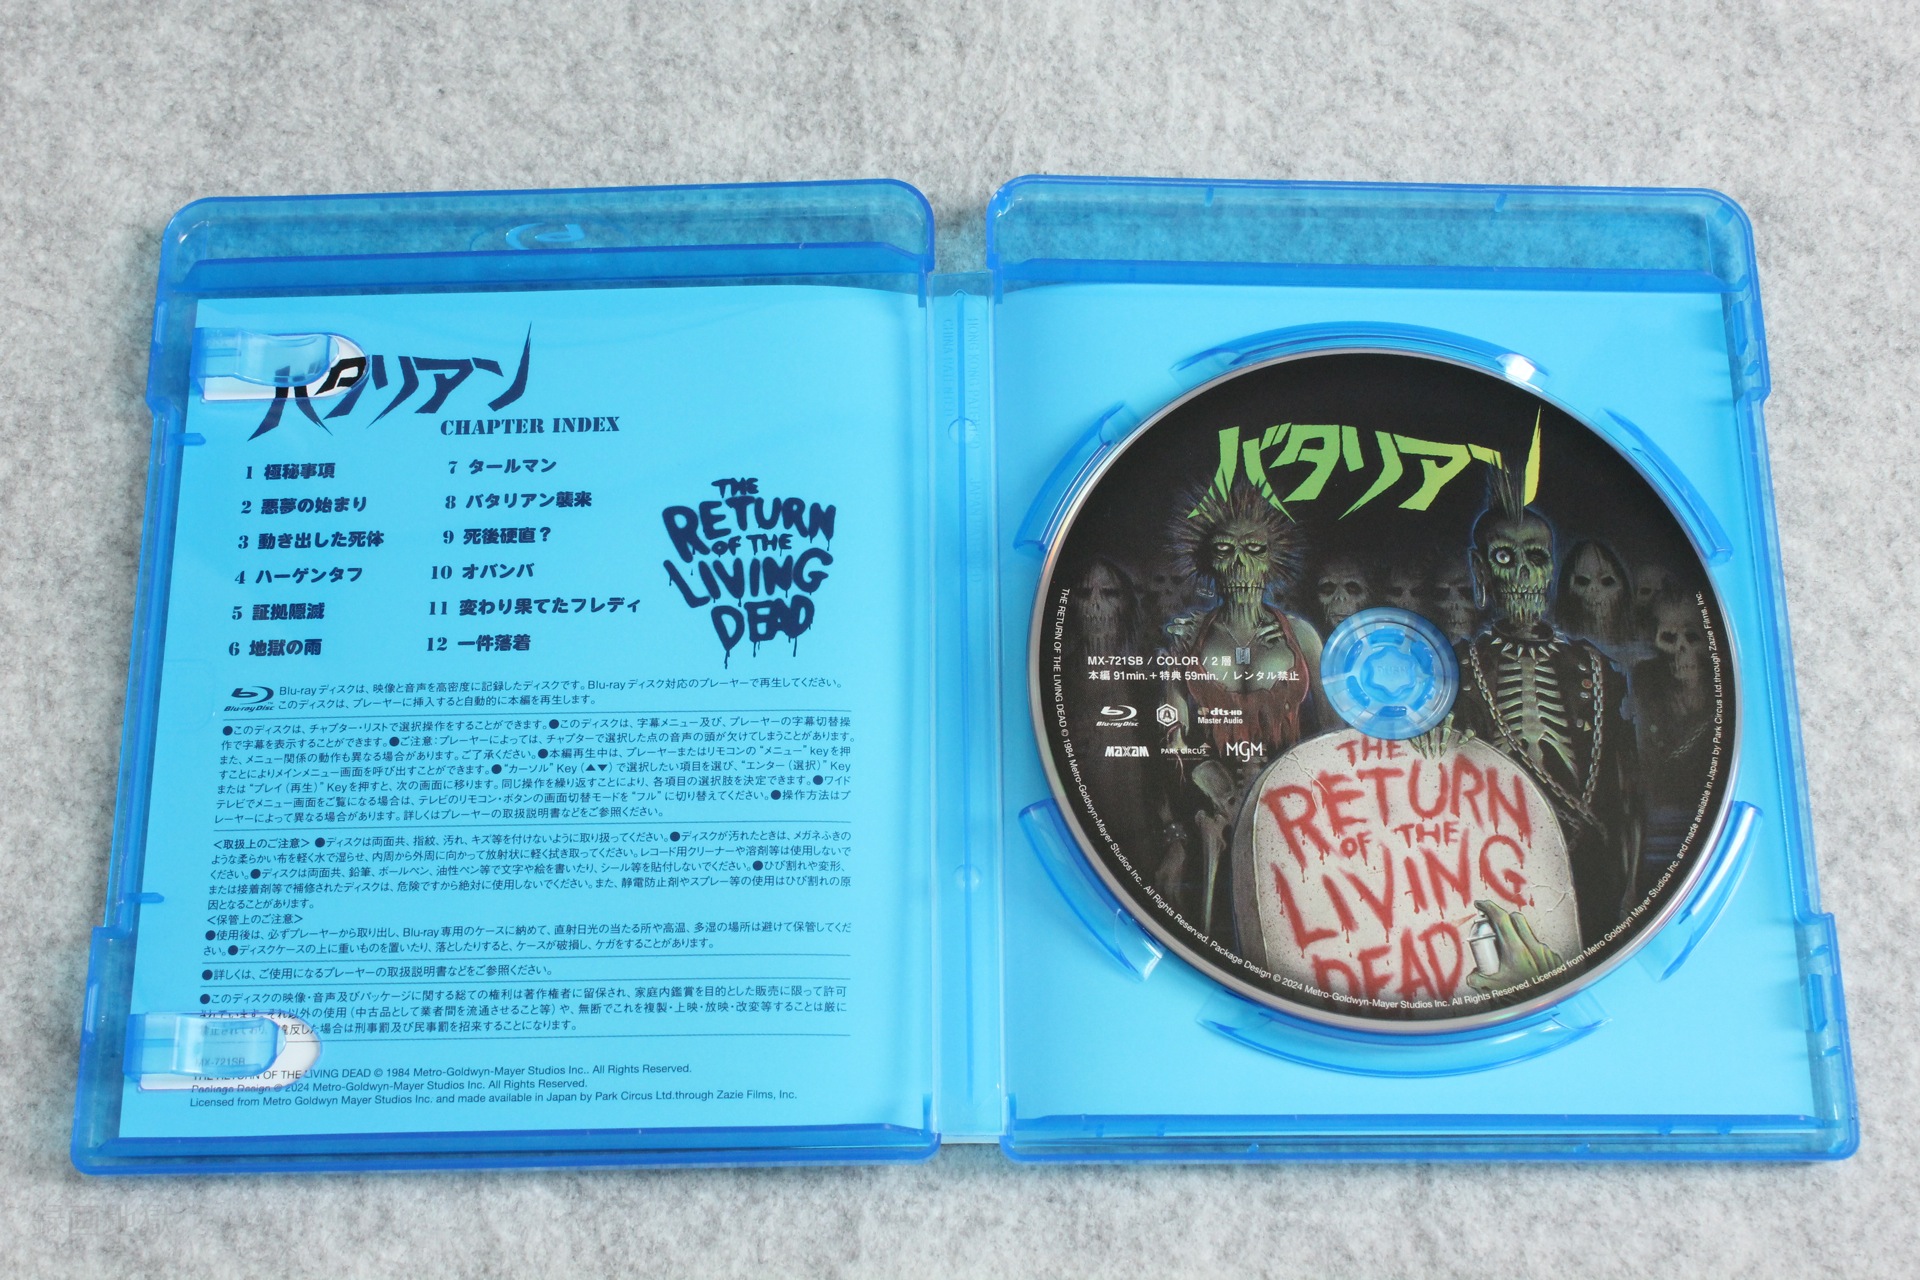 バタリアン
CHAPTER INDEX
1 極秘事項
2 悪夢の始まり
3 動き出した死体
4 ハーゲンタフ
5 証拠隠滅
6 地獄の雨
7 タールマン
8 バタリアン襲来
9 死後硬直？
10 オバンバ
11 変わり果てたフレディ
12 一件落着
THE
RETURN
OF THE
LIVING
DEAD
Blu-ray Disc
Blu-rayディスクは、映像と音声を高密度に記録したディスクです。Blu-rayディスク対応のプレーヤーで再生してください。
このディスクは、プレーヤーに挿入すると自動的に本編を再生します。
●このディスクは、チャプター・リストで選択操作をすることができます。●このディスクは、字幕メニュー及び、プレーヤーの字幕切替操
作で字幕を表示することができます。●ご注意：プレーヤーによっては、チャプターで選択した点の音声の頭が欠けてしまうことがあります。
また、メニュー関係の動作も異なる場合があります。ご了承ください。●本編再生中は、プレーヤーまたはリモコンの“メニュー”keyを押
すことによりメインメニュー画面を呼び出すことができます。●“カーソル”Key（▲▼）で選択したい項目を選び、“エンター（選択）”Key
または“プレイ（再生）”Keyを押すと、次の画面に移ります。同じ操作を繰り返すことにより、各項目の選択肢を決定できます。●ワイド
テレビでメニュー画面をご覧になる場合は、テレビのリモコン・ボタンの画面切替モードを“フル”に切り替えてください。●操作方法はプ
レーヤーによって異なる場合があります。詳しくはプレーヤーの取扱説明書などをご参照ください。
＜取扱上のご注意＞ ●ディスクは両面共、指紋、汚れ、キズ等を付けないように取り扱ってください。●ディスクが汚れたときは、メガネふきの
ような柔らかい布を軽く水で湿らせ、内周から外周に向かって放射状に軽く拭き取ってください。レコード用クリーナーや溶剤等は使用しないで
ください。●ディスクは両面共、鉛筆、ボールペン、油性ペン等で文字や絵を書いたり、シール等を貼付しないでください。●ひび割れや変形、
または接着剤等で補修されたディスクは、危険ですから絶対に使用しないでください。また、静電防止剤やスプレー等の使用はひび割れの原
因となることがあります。
＜保管上のご注意＞
●使用後は、必ずプレーヤーから取り出し、Blu-ray専用のケースに納めて、直射日光の当たる所や高温、多湿の場所は避けて保管してくだ
さい。●ディスクケースの上に重いものを置いたり、落としたりすると、ケースが破損し、ケガをすることがあります。
●詳しくは、ご使用になるプレーヤーの取扱説明書などをご参照ください。
●このディスクの映像・音声及びパッケージに関する総ての権利は著作権者に留保され、家庭内鑑賞を目的とした販売に限って許可
されています。それ以外の使用（中古品として業者間を流通させること等）や、無断でこれを複製・上映・放映・改変等することは厳に
禁止されており、違反した場合は刑事罰及び民事罰を招来することになります。
MX-721SB
THE RETURN OF THE LIVING DEAD © 1984 Metro-Goldwyn-Mayer Studios Inc.. All Rights Reserved.
Package Design © 2024 Metro-Goldwyn-Mayer Studios Inc. All Rights Reserved.
Licensed from Metro Goldwyn Mayer Studios Inc. and made available in Japan by Park Circus Ltd.through Zazie Films, Inc.
バタリアン
MX-721SB / COLOR / 2層
本編 91min.＋特典 59min. / レンタル禁止
Blu-ray Disc
A
dts-HD
Master Audio
MAXAM
PARK CIRCUS
MGM
THE
RETURN
OF THE
LIVING
DEAD
THE RETURN OF THE LIVING DEAD © 1984 Metro-Goldwyn-Mayer Studios Inc.. All Rights Reserved. Package Design © 2024 Metro-Goldwyn-Mayer Studios Inc. All Rights Reserved. Licensed from Metro Goldwyn Mayer Studios Inc. and made available in Japan by Park Circus Ltd.through Zazie Films, Inc.